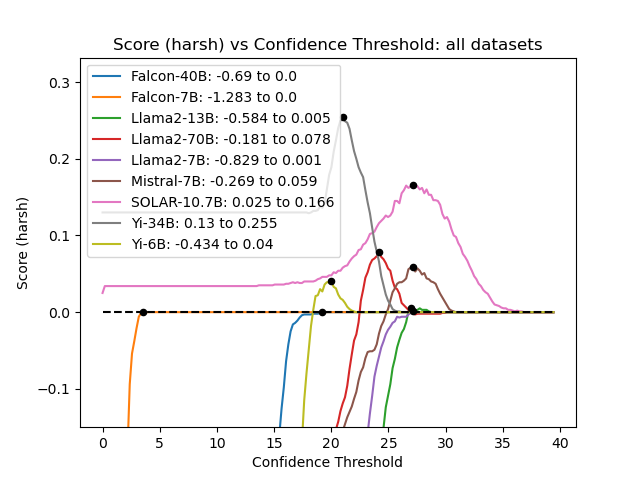 Score (harsh) vs Confidence Threshold: all datasets
Falcon-40B: -0.69 to 0.0
Falcon-7B: -1.283 to 0.0
Llama2-13B: -0.584 to 0.005
Llama2-70B: -0.181 to 0.078
Llama2-7B: -0.829 to 0.001
Mistral-7B: -0.269 to 0.059
SOLAR-10.7B: 0.025 to 0.166
Yi-34B: 0.13 to 0.255
Yi-6B: -0.434 to 0.04
Score (harsh)
0.3
0.2
0.1
0.0
−0.1
0 5 10 15 20 25 30 35 40
Confidence Threshold